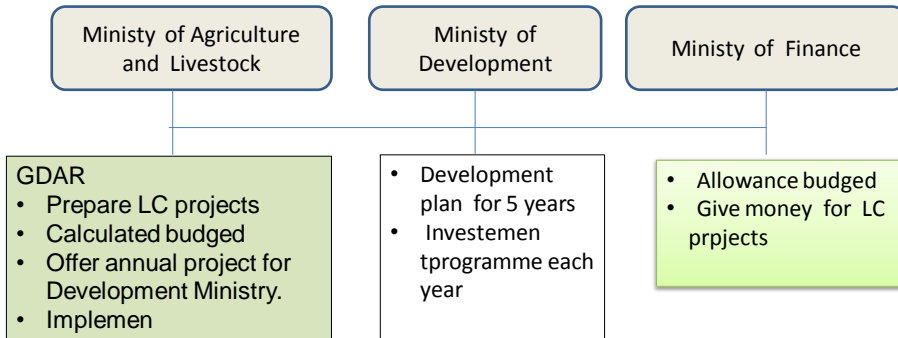 Ministy of Agriculture
and Livestock
Ministy of
Development
Ministy of Finance
GDAR
• Prepare LC projects
• Calculated budged
• Offer annual project for
Development Ministry.
• Implemen
• Development
plan for 5 years
• Investemen
tprogramme each
year
• Allowance budged
• Give money for LC
prpjects